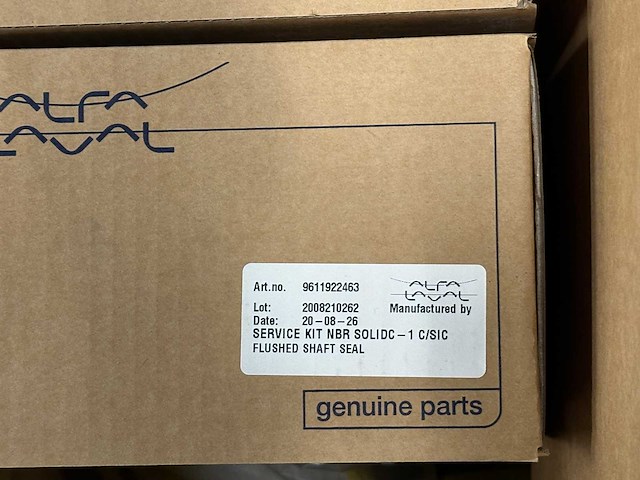 ALFA
LAVAL
Art.no. 9611922463
Lot: 2008210262
Date: 20-08-26
ALFA
LAVAL
Manufactured by
SERVICE KIT NBR SOLIDC-1 C/SIC
FLUSHED SHAFT SEAL
genuine parts